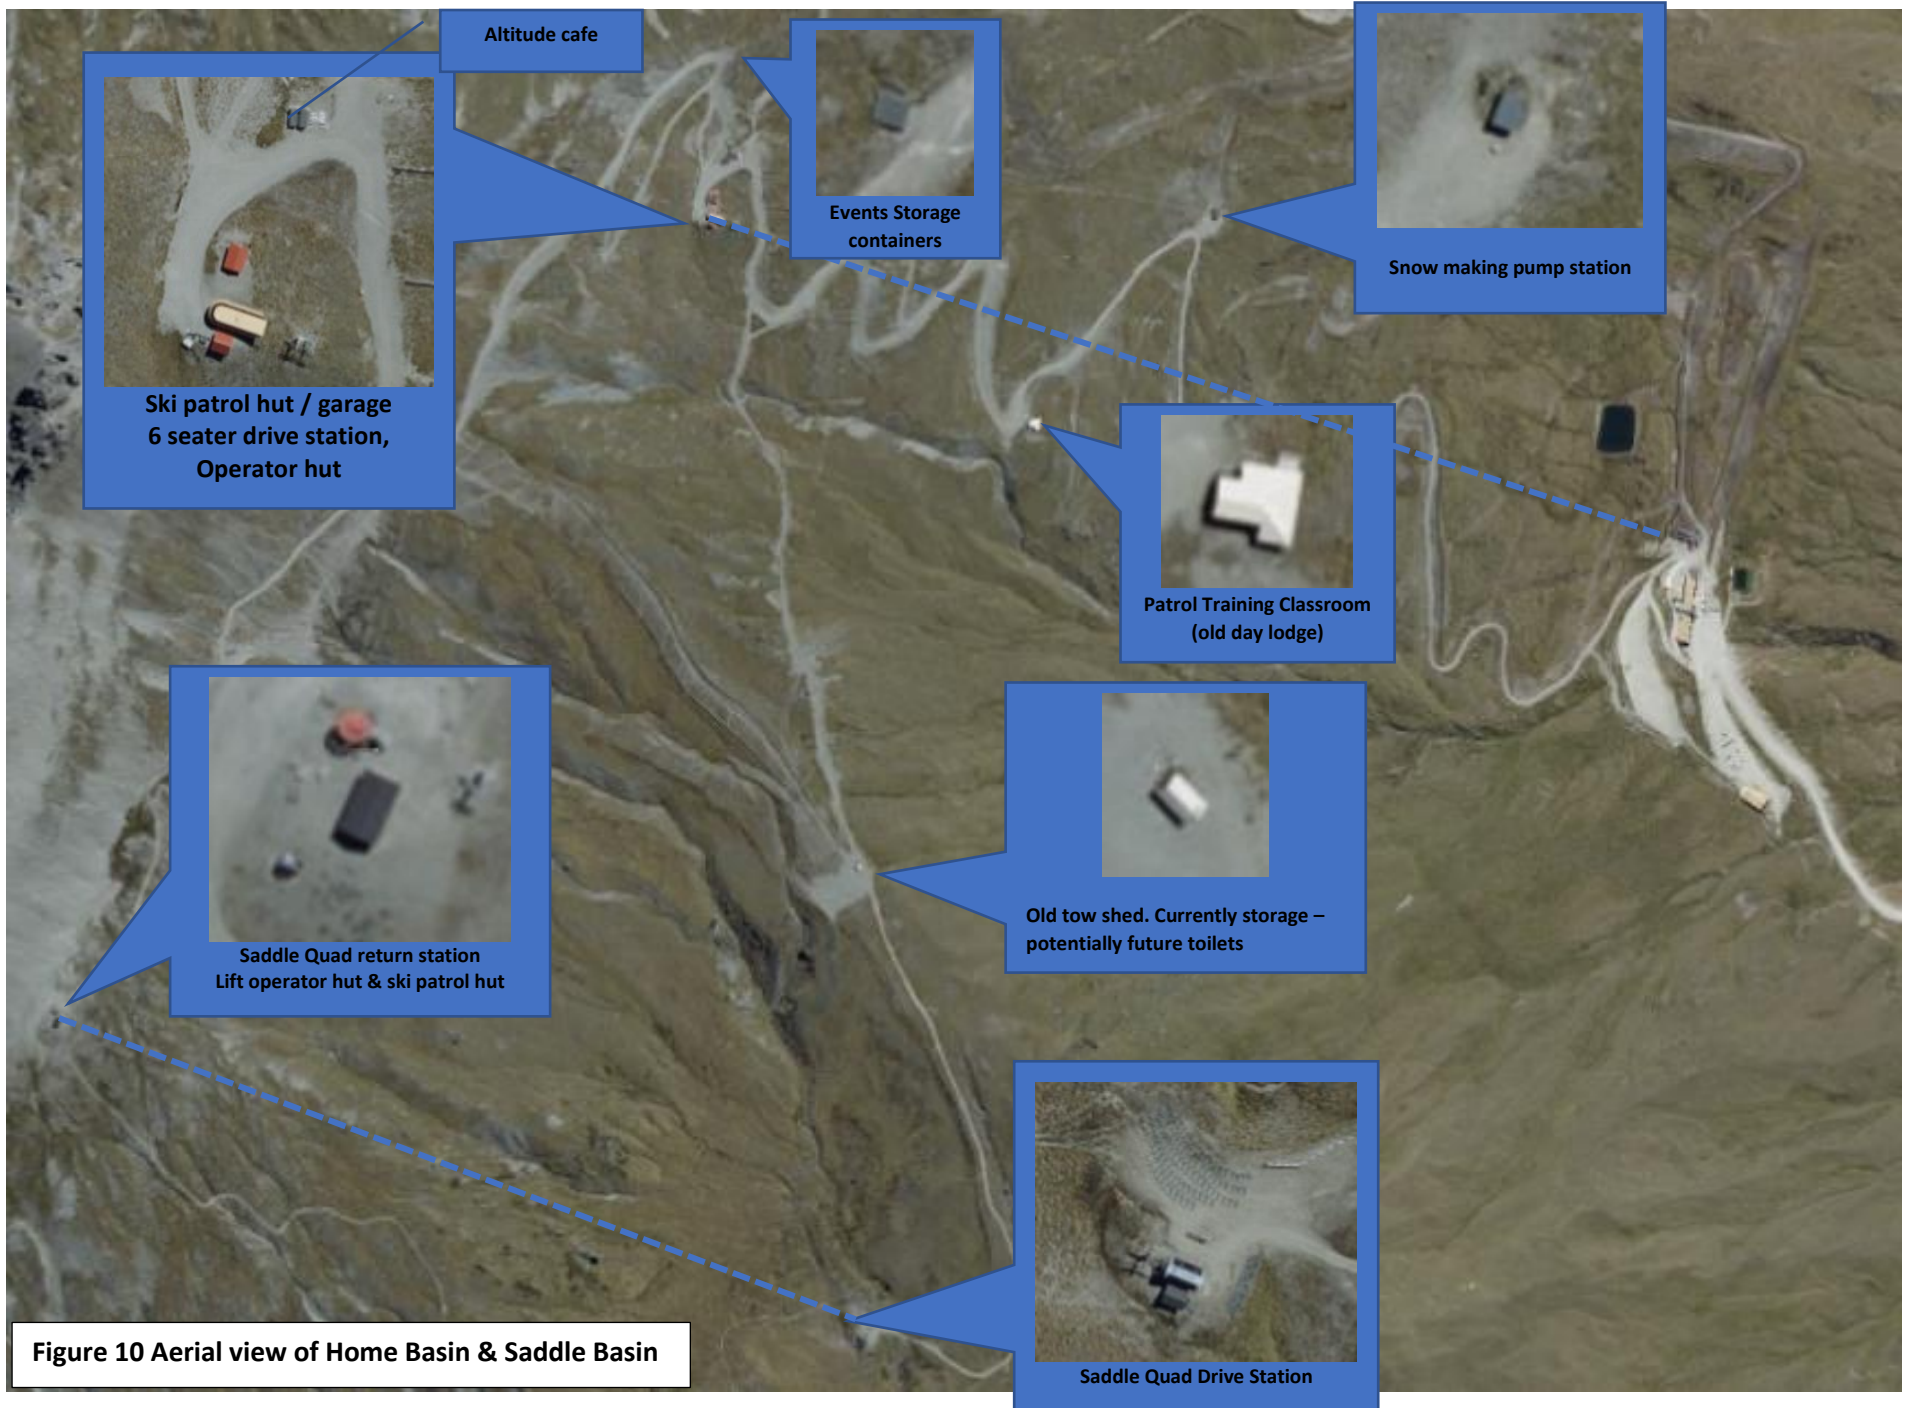 Altitude cafe
Ski patrol hut / garage
6 seater drive station,
Operator hut
Events Storage
containers
Snow making pump station
Patrol Training Classroom
(old day lodge)
Saddle Quad return station
Lift operator hut & ski patrol hut
Old tow shed. Currently storage –
potentially future toilets
Saddle Quad Drive Station
Figure 10 Aerial view of Home Basin & Saddle Basin